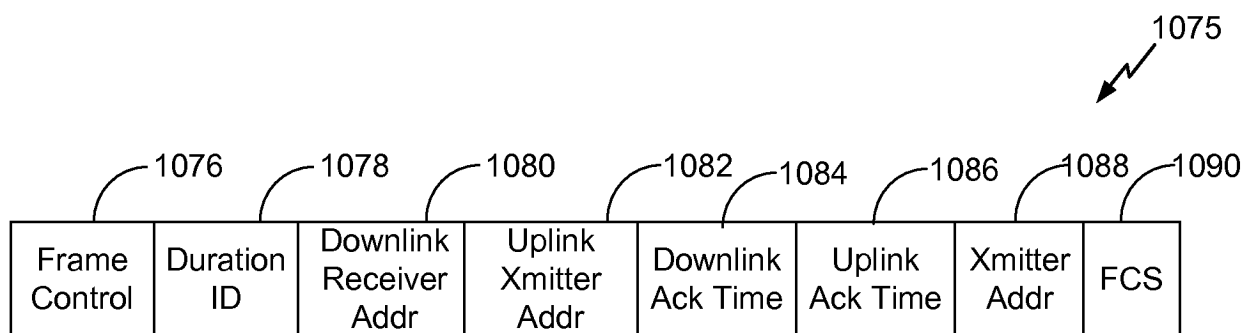 1075
1076
1078
1080
1082
1084
1086
1088
1090
Frame
Control
Duration
ID
Downlink
Receiver
Addr
Uplink
Xmitter
Addr
Downlink
Ack Time
Uplink
Ack Time
Xmitter
Addr
FCS